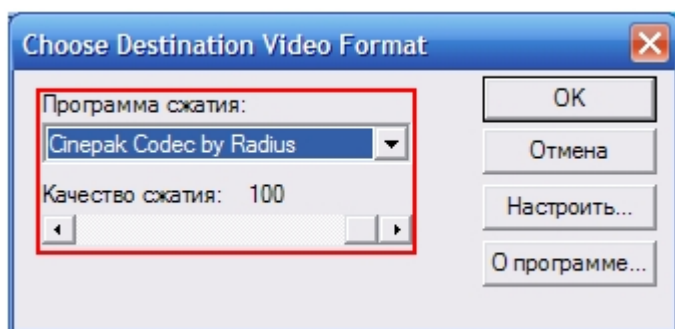 Choose Destination Video Format
Программа сжатия:
Cinepak Codec by Radius
Качество сжатия: 100
OK
Отмена
Настроить...
О программе...